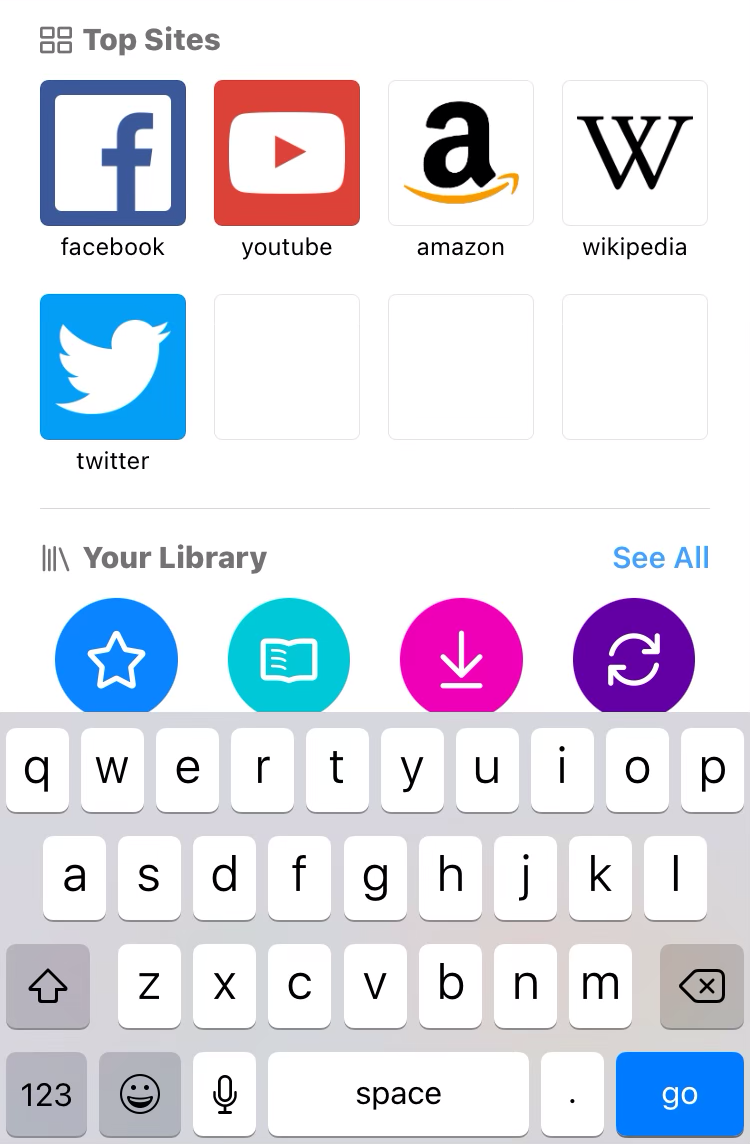 Top Sites
facebook youtube amazon wikipedia
twitter
Your Library See All
q w e r t y u i o p
a s d f g h j k l
z x c v b n m
123 space . go